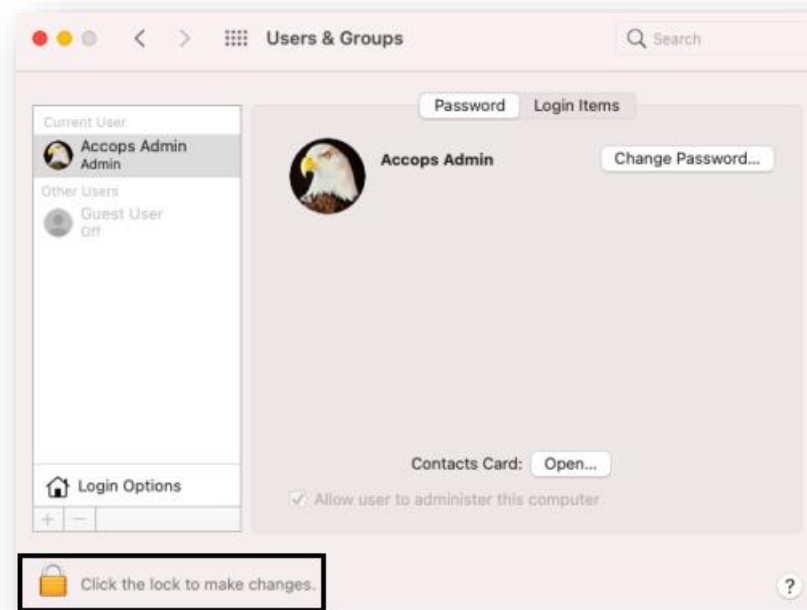 Users & Groups
Search
Password Login Items
Current User
Accops Admin
Admin
Other Users
Guest User
Off
Accops Admin
Change Password...
Contacts Card: Open...
Allow user to administer this computer
Login Options
+ −
Click the lock to make changes.
?